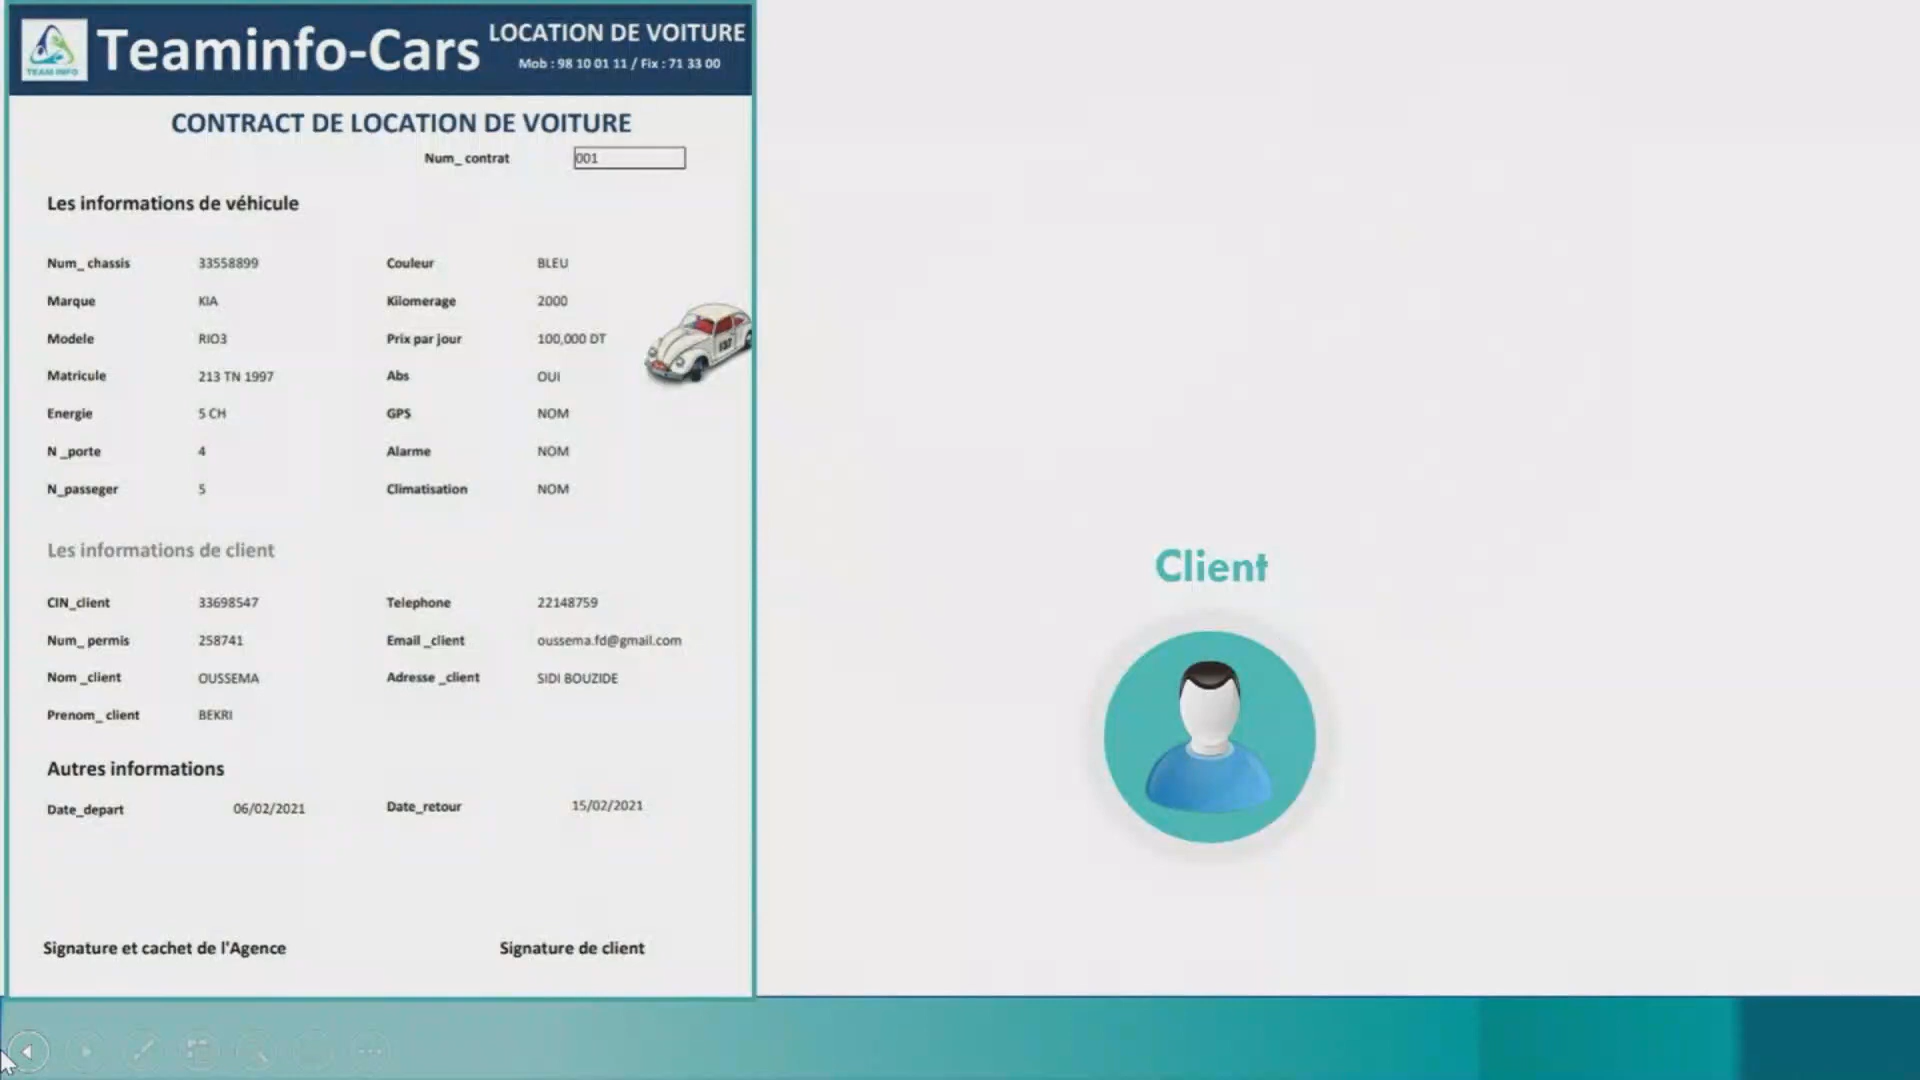 TEAM INFO
Teaminfo-Cars
LOCATION DE VOITURE
Mob : 98 10 01 11 / Fix : 71 33 00
CONTRACT DE LOCATION DE VOITURE
Num_ contrat 001
Les informations de véhicule
Num_ chassis 33558899 Couleur BLEU
Marque KIA Kilomerage 2000
Modele RIO3 Prix par jour 100,000 DT
Matricule 213 TN 1997 Abs OUI
Energie 5 CH GPS NOM
N _porte 4 Alarme NOM
N_passeger 5 Climatisation NOM
137
Les informations de client
CIN_client 33698547 Telephone 22148759
Num_ permis 258741 Email _client oussema.fd@gmail.com
Nom _client OUSSEMA Adresse _client SIDI BOUZIDE
Prenom_ client BEKRI
Autres informations
Date_depart 06/02/2021 Date_retour 15/02/2021
Signature et cachet de l'Agence Signature de client
Client